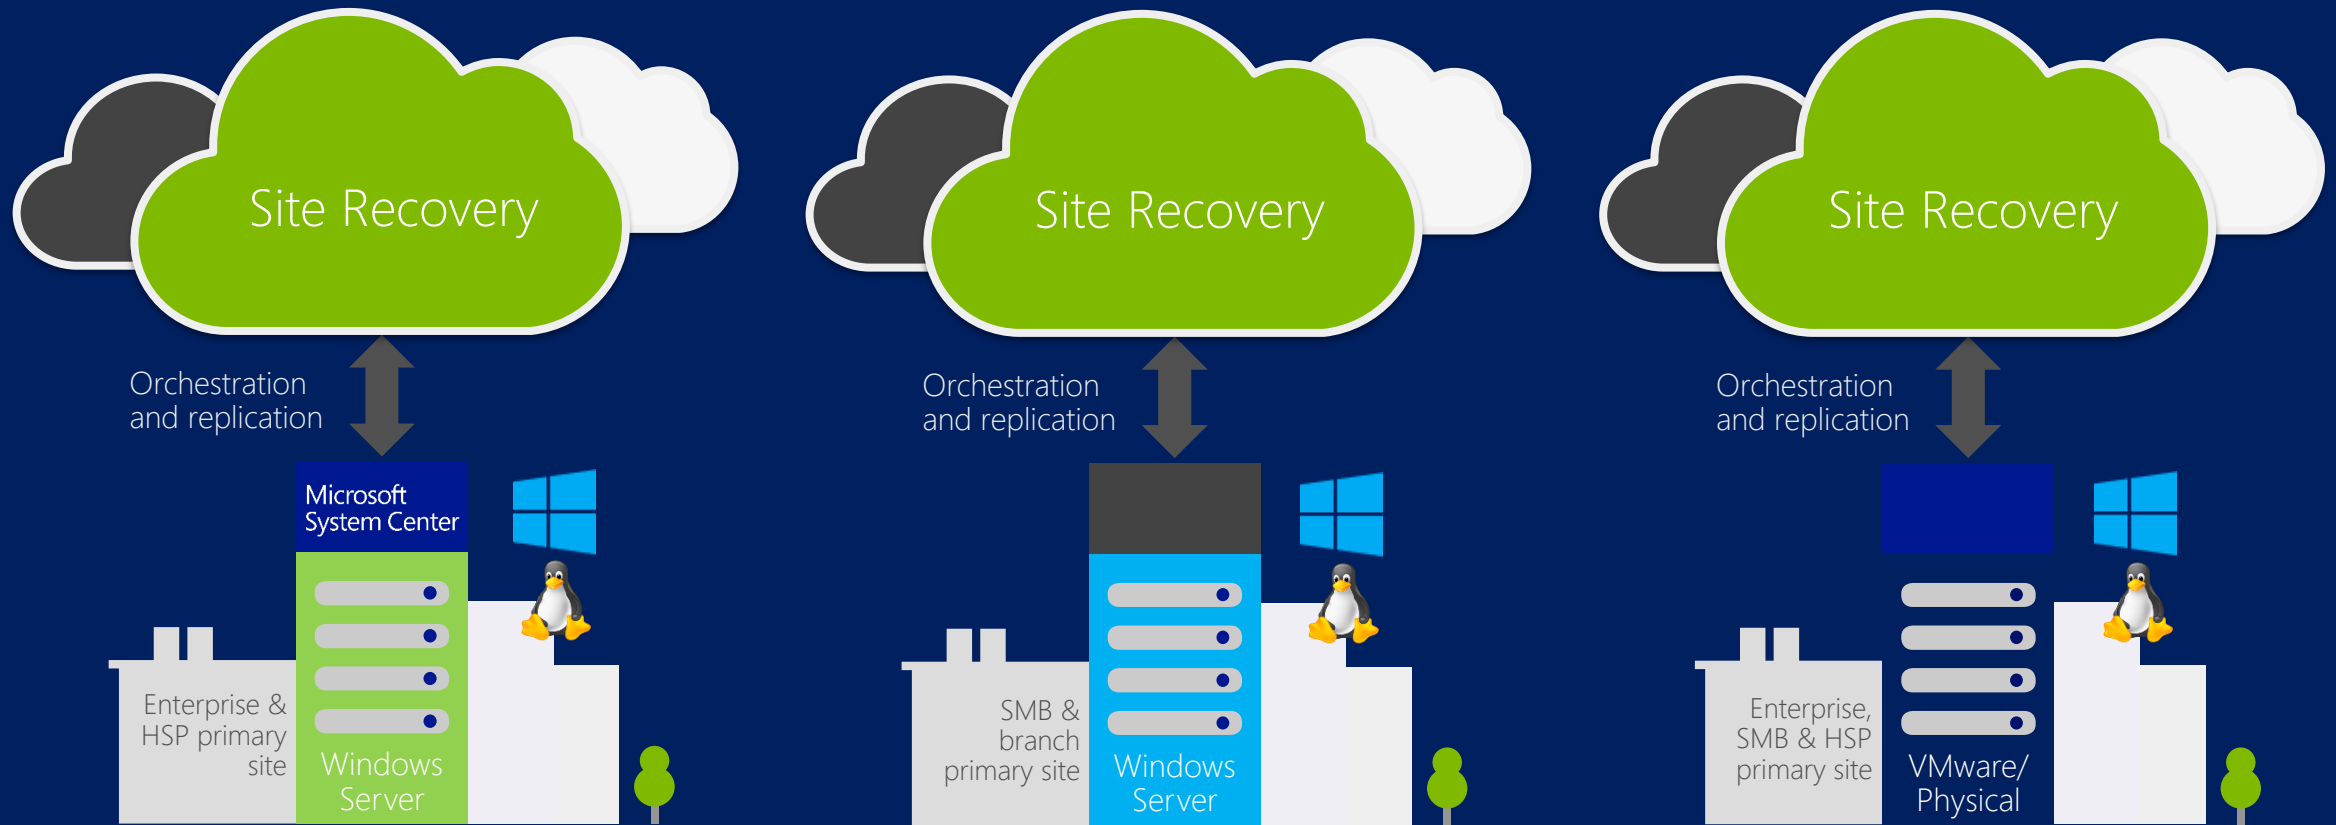 Site Recovery
Orchestration
and replication
Microsoft
System Center
Enterprise &
HSP primary
site
Windows
Server
Site Recovery
Orchestration
and replication
SMB &
branch
primary site
Windows
Server
Site Recovery
Orchestration
and replication
Enterprise,
SMB & HSP
primary site
VMware/
Physical